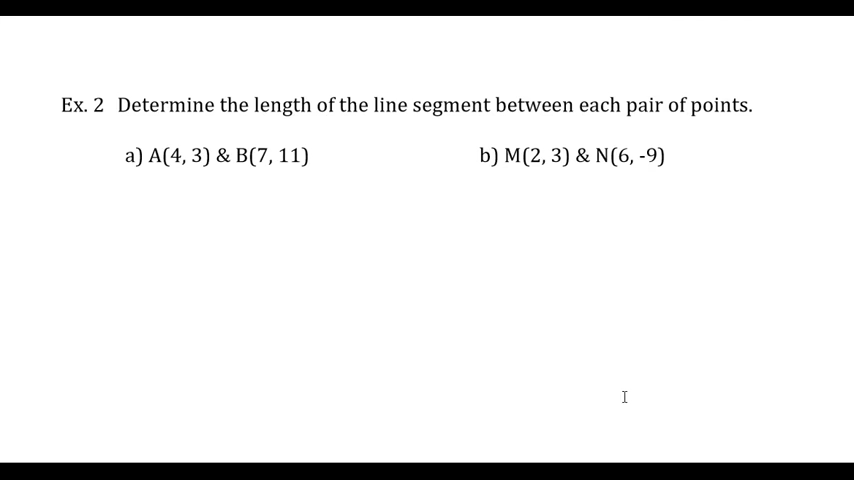 Ex. 2 Determine the length of the line segment between each pair of points.
a) A(4, 3) & B(7, 11) b) M(2, 3) & N(6, -9)